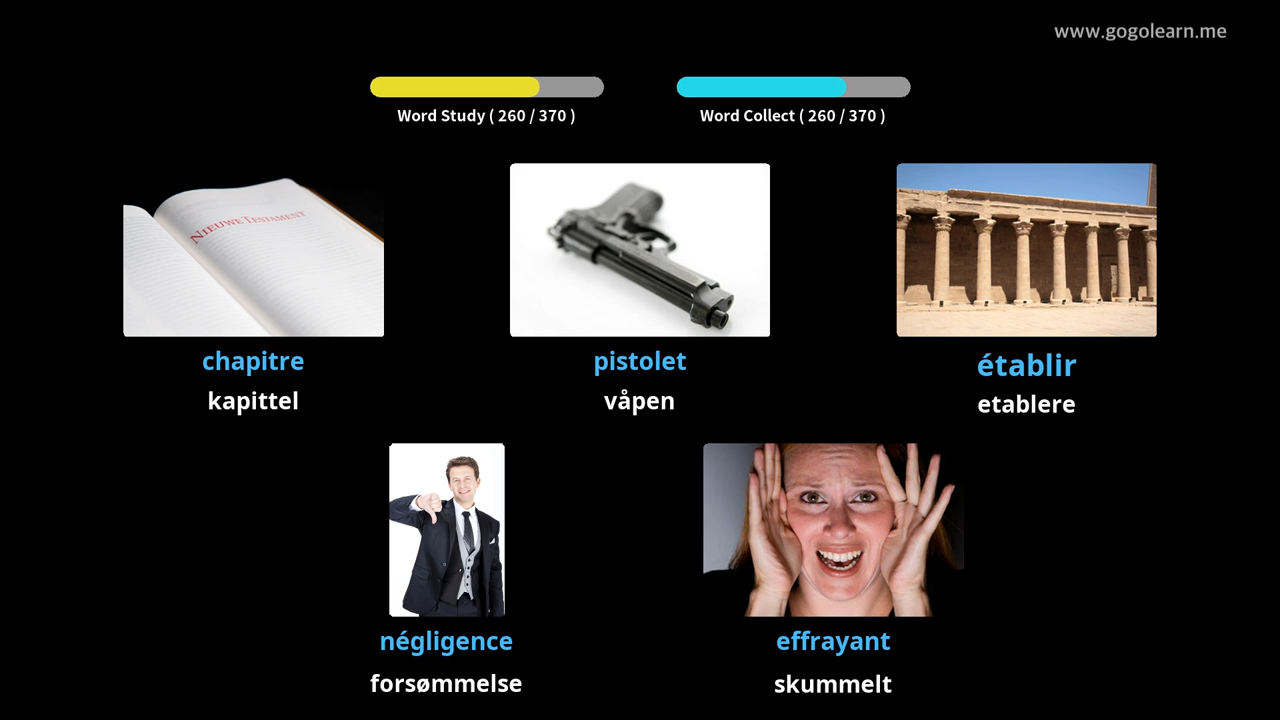 www.gogolearn.me
Word Study ( 260 / 370 )
Word Collect ( 260 / 370 )
NIEUWE TESTAMENT
chapitre
kapittel
pistolet
våpen
établir
etablere
négligence
forsømmelse
effrayant
skummelt